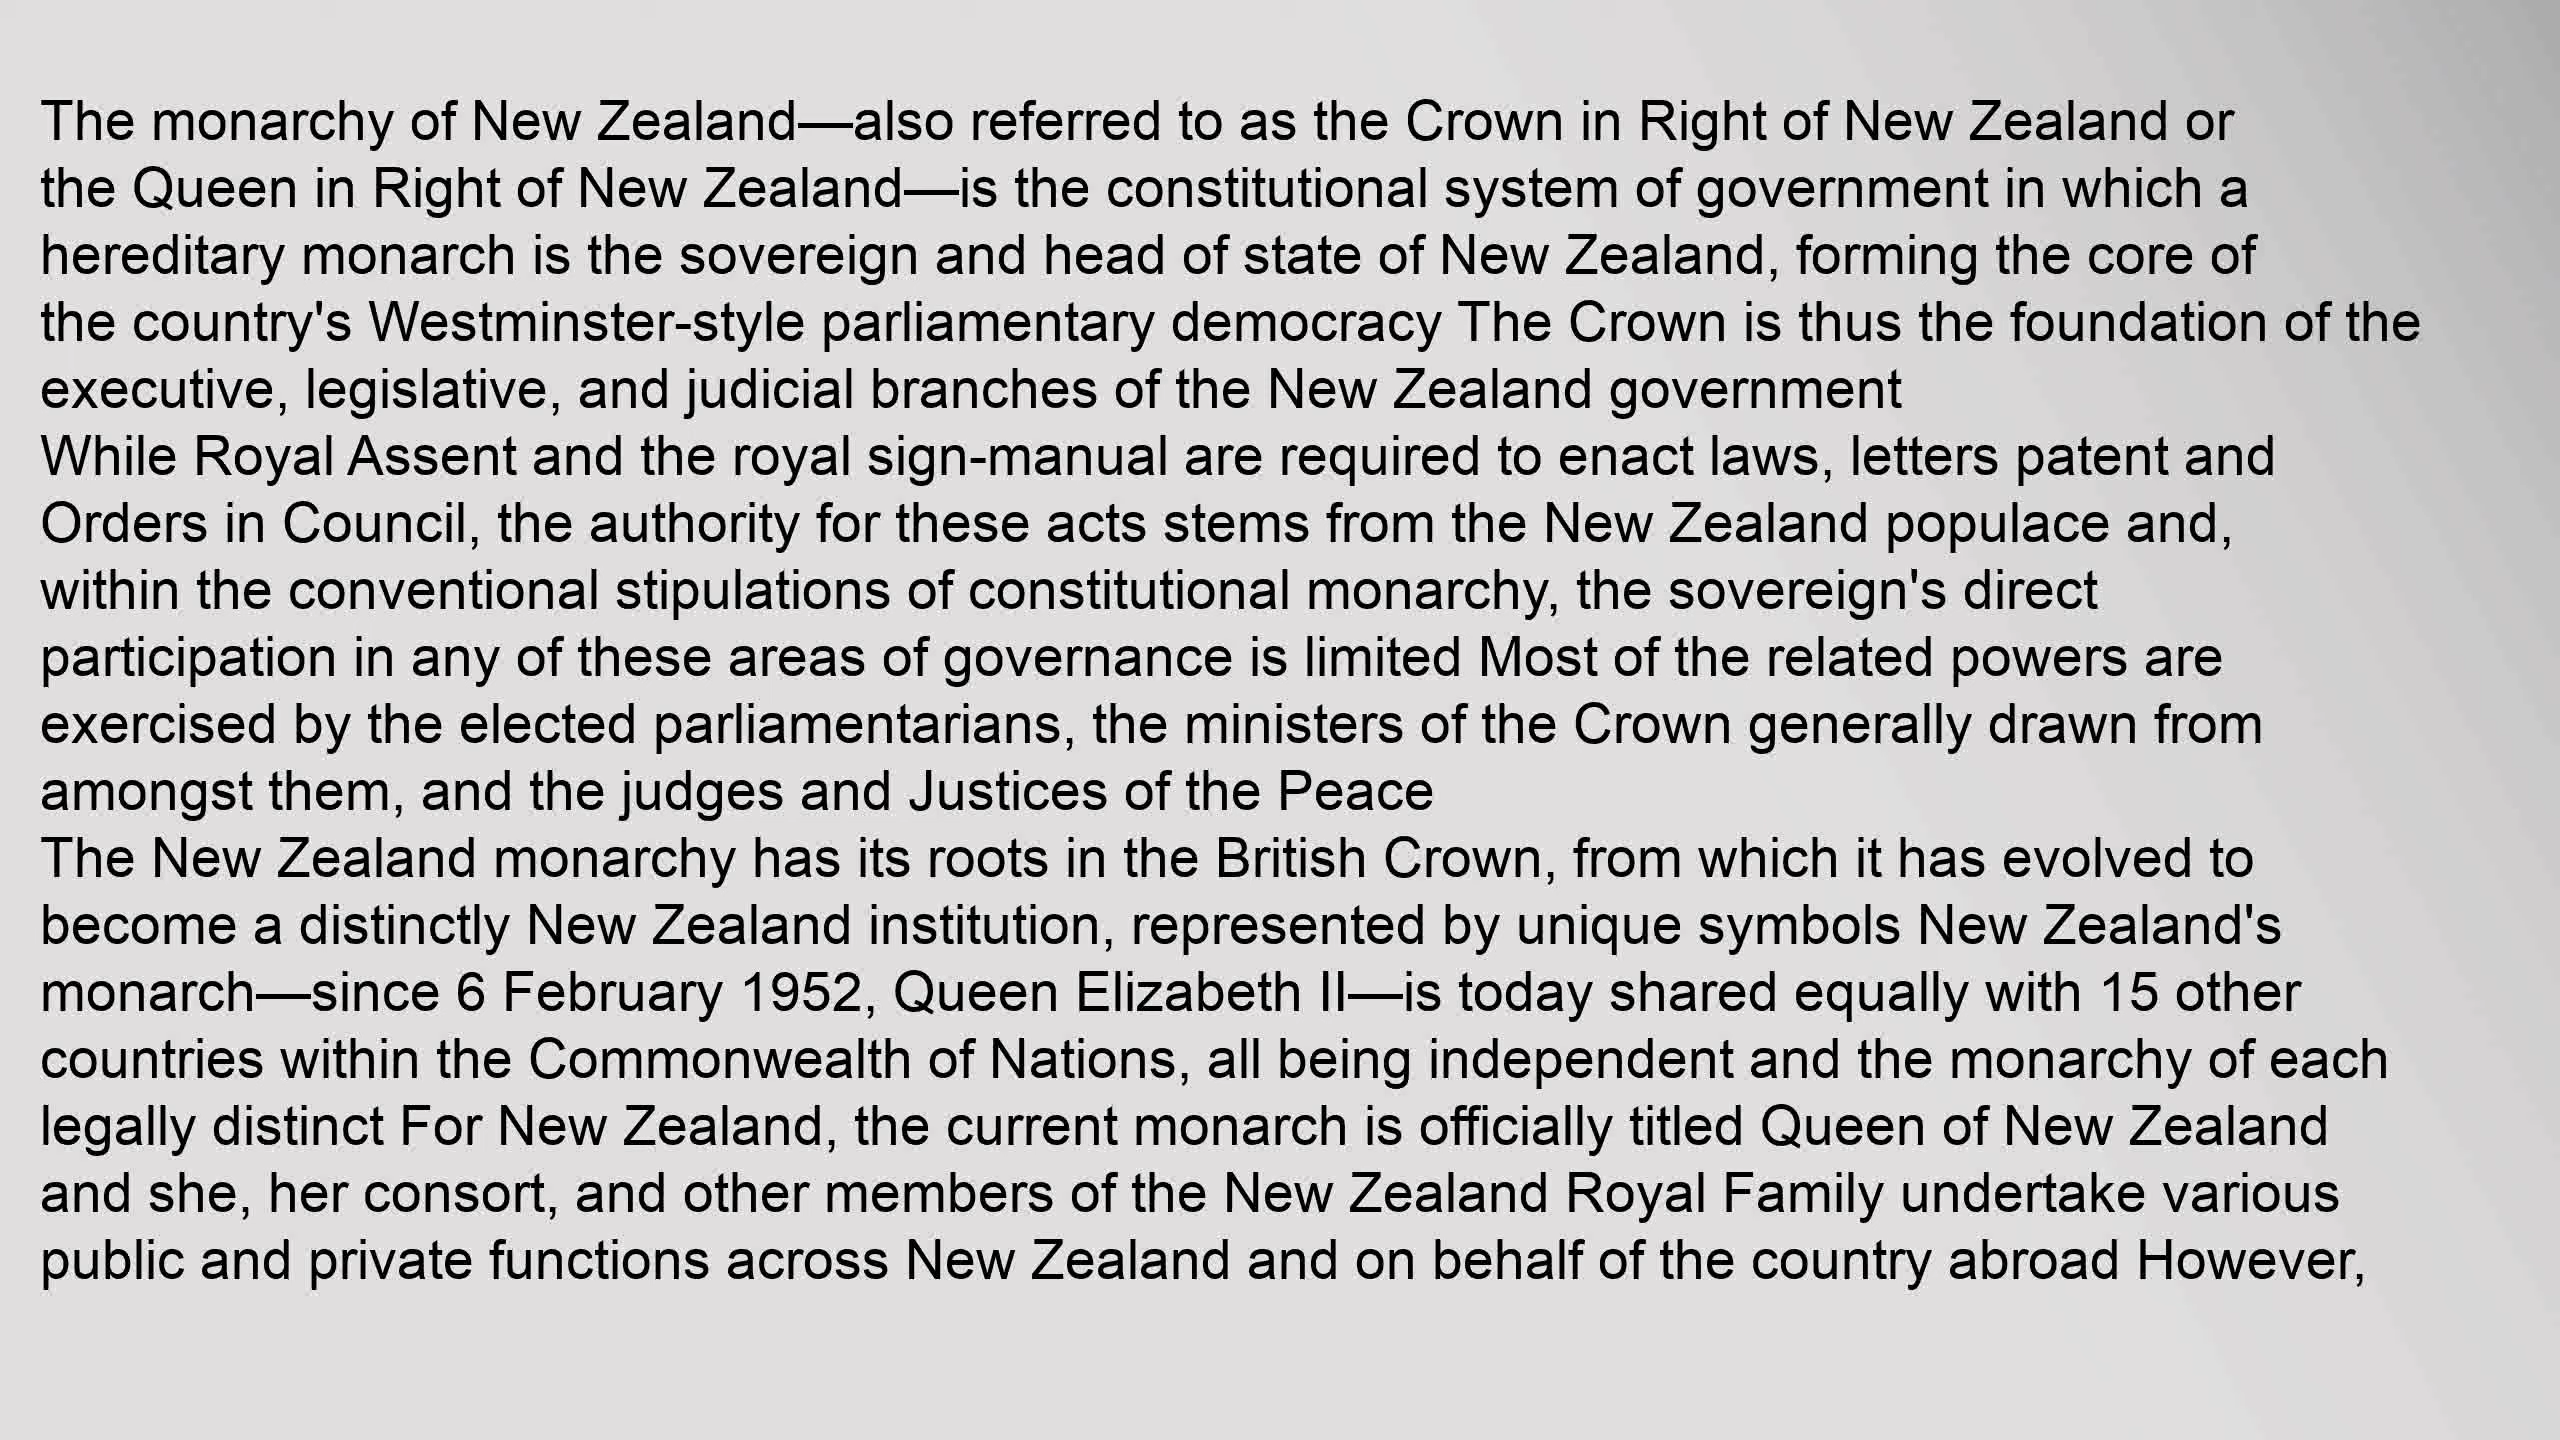 The monarchy of New Zealand—also referred to as the Crown in Right of New Zealand or
the Queen in Right of New Zealand—is the constitutional system of government in which a
hereditary monarch is the sovereign and head of state of New Zealand, forming the core of
the country's Westminster-style parliamentary democracy The Crown is thus the foundation of the
executive, legislative, and judicial branches of the New Zealand government
While Royal Assent and the royal sign-manual are required to enact laws, letters patent and
Orders in Council, the authority for these acts stems from the New Zealand populace and,
within the conventional stipulations of constitutional monarchy, the sovereign's direct
participation in any of these areas of governance is limited Most of the related powers are
exercised by the elected parliamentarians, the ministers of the Crown generally drawn from
amongst them, and the judges and Justices of the Peace
The New Zealand monarchy has its roots in the British Crown, from which it has evolved to
become a distinctly New Zealand institution, represented by unique symbols New Zealand's
monarch—since 6 February 1952, Queen Elizabeth II—is today shared equally with 15 other
countries within the Commonwealth of Nations, all being independent and the monarchy of each
legally distinct For New Zealand, the current monarch is officially titled Queen of New Zealand
and she, her consort, and other members of the New Zealand Royal Family undertake various
public and private functions across New Zealand and on behalf of the country abroad However,